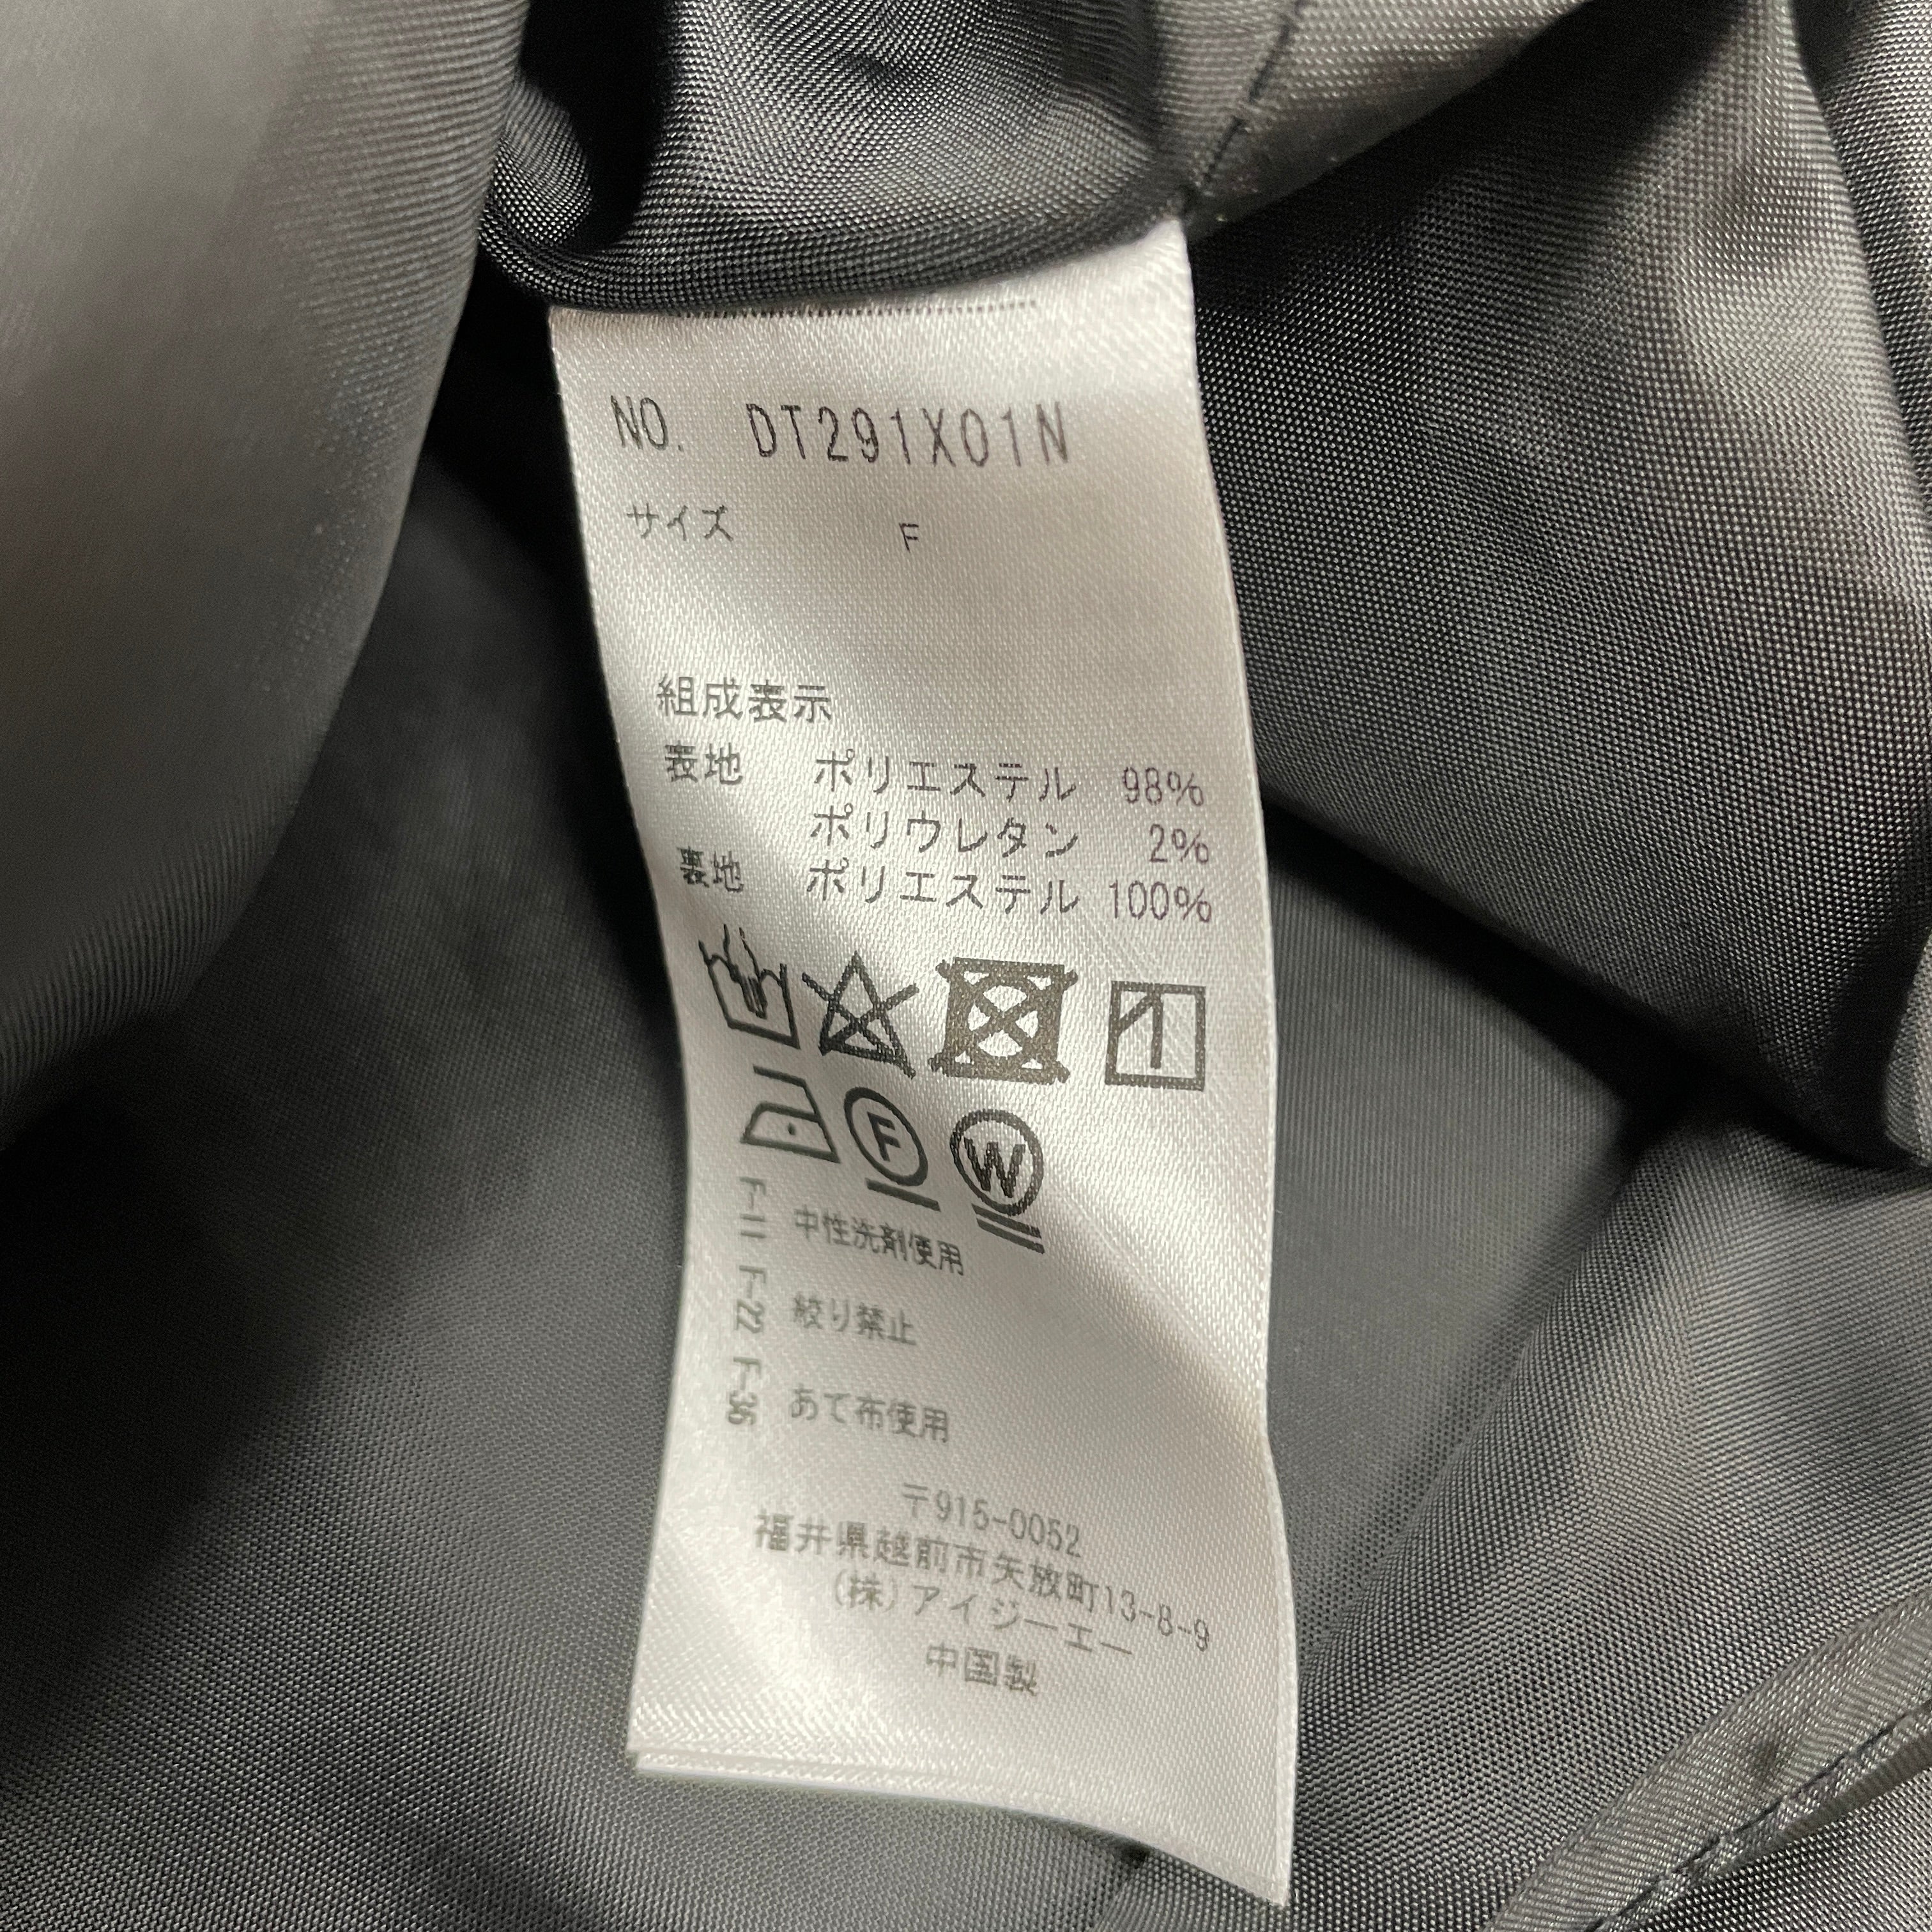 NO. DT291X01N
サイズ F
組成表示
表地 ポリエステル 98%
ポリウレタン 2%
裏地 ポリエステル 100%
F
W
F-11 中性洗剤使用
F-22 絞り禁止
F-36 あて布使用
〒915-0052
福井県越前市矢放町13-8-9
(株)アイジーエー
中国製